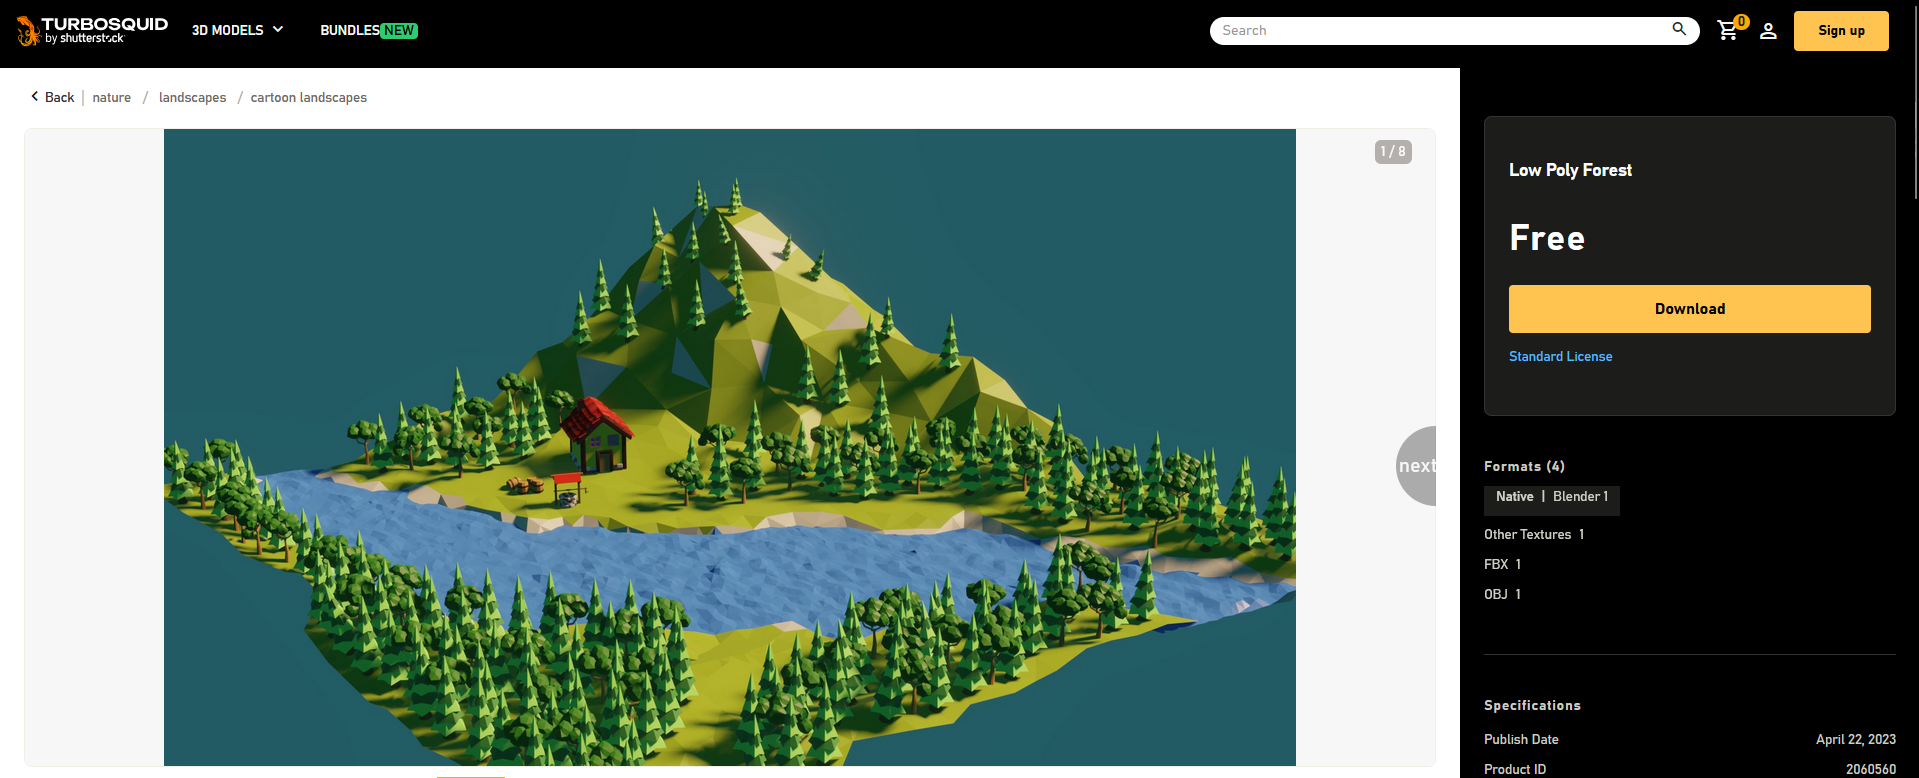 TURBOSQUID
by shutterstock
3D MODELS
BUNDLES NEW
Search
0
Sign up
Back | nature / landscapes / cartoon landscapes
1 / 8
next
Low Poly Forest
Free
Download
Standard License
Formats (4)
Native | Blender 1
Other Textures 1
FBX 1
OBJ 1
Specifications
Publish Date April 22, 2023
Product ID 2060560